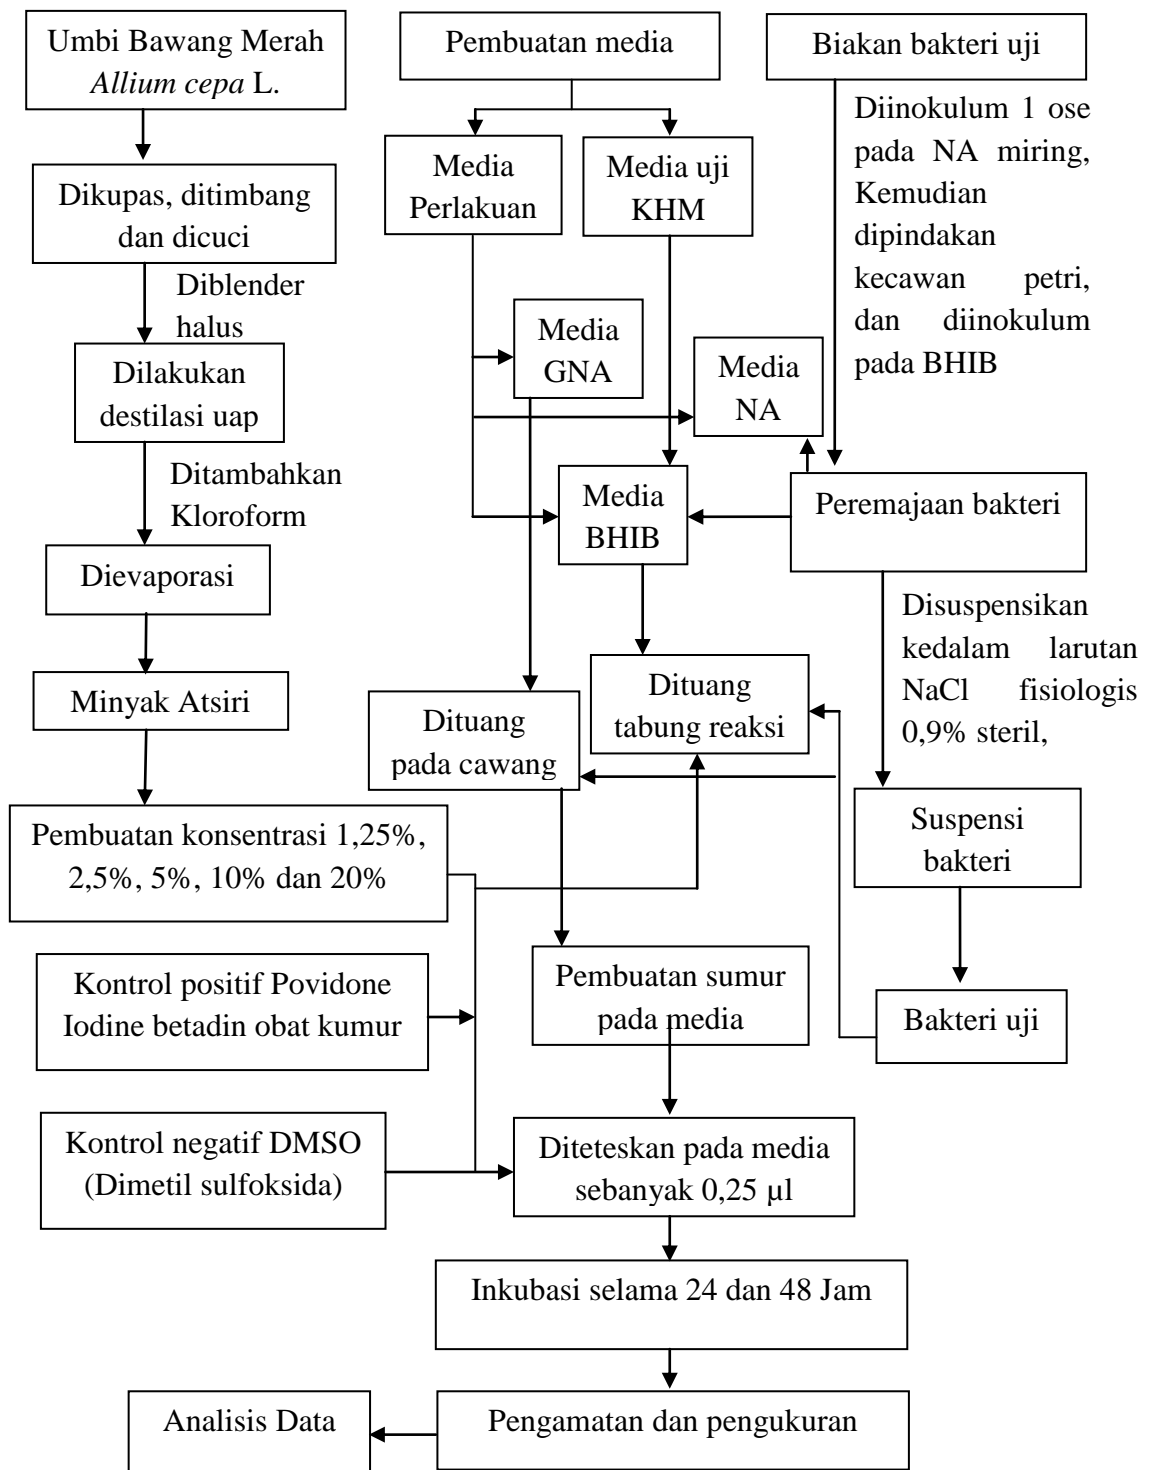 Umbi Bawang Merah
Allium cepa L.
Dikupas, ditimbang
dan dicuci
Diblender
halus
Dilakukan
destilasi uap
Ditambahkan
Kloroform
Dievaporasi
Minyak Atsiri
Pembuatan konsentrasi 1,25%,
2,5%, 5%, 10% dan 20%
Kontrol positif Povidone
Iodine betadin obat kumur
Kontrol negatif DMSO
(Dimetil sulfoksida)
Pembuatan media
Media
Perlakuan
Media uji
KHM
Media
GNA
Media
NA
Media
BHIB
Dituang
pada cawang
Dituang
tabung reaksi
Biakan bakteri uji
Diinokulum 1 ose
pada NA miring,
Kemudian
dipindakan
kecawan petri,
dan diinokulum
pada BHIB
Peremajaan bakteri
Disuspensikan
kedalam larutan
NaCl fisiologis
0,9% steril,
Suspensi
bakteri
Bakteri uji
Pembuatan sumur
pada media
Diteteskan pada media
sebanyak 0,25 µl
Inkubasi selama 24 dan 48 Jam
Pengamatan dan pengukuran
Analisis Data